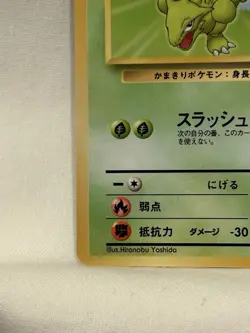 かまきりポケモン:身長
スラッシュ
次の自分の番、このカー
を使えない。
にげる
弱点
抵抗力 ダメージ -30
Illus.Hironobu Yoshida